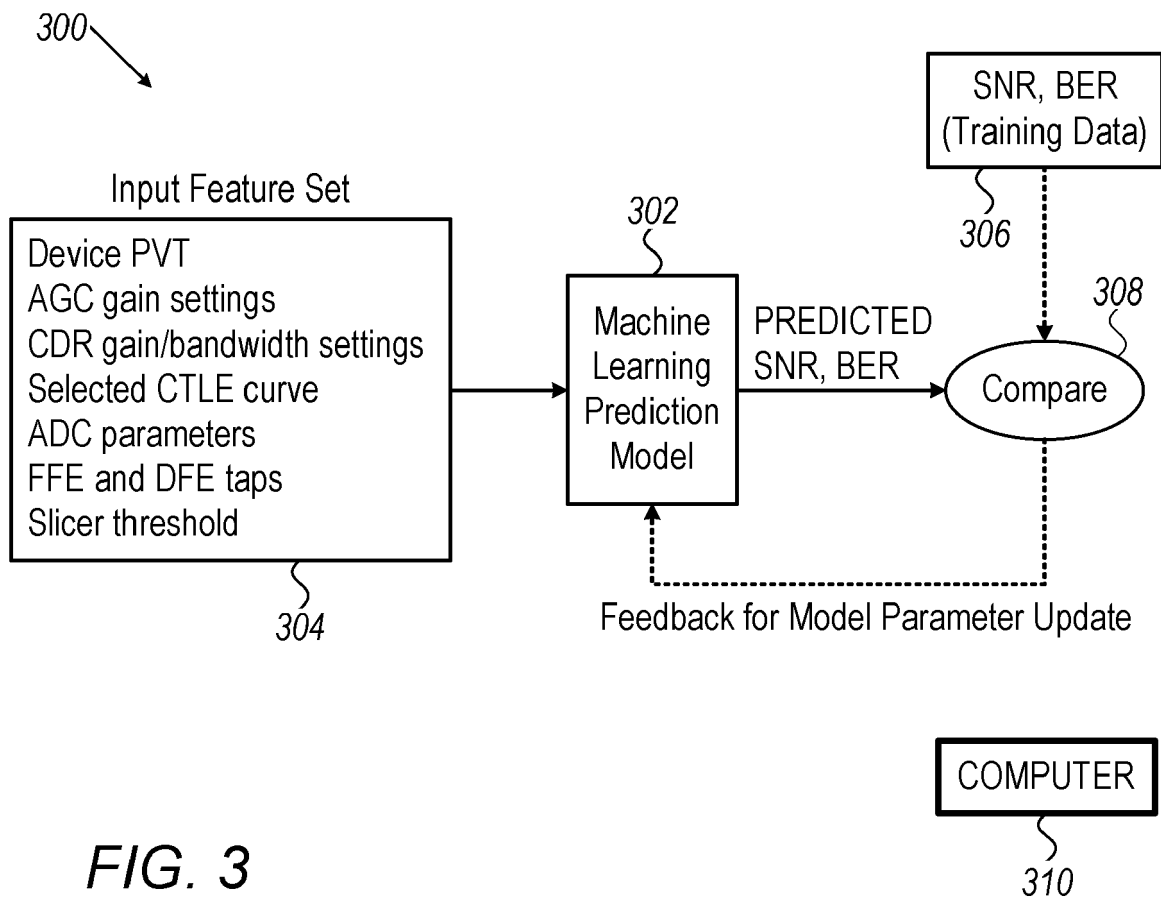 300
SNR, BER
(Training Data)
306
Input Feature Set
Device PVT
AGC gain settings
CDR gain/bandwidth settings
Selected CTLE curve
ADC parameters
FFE and DFE taps
Slicer threshold
304
302
Machine
Learning
Prediction
Model
PREDICTED
SNR, BER
308
Compare
Feedback for Model Parameter Update
COMPUTER
310
FIG. 3